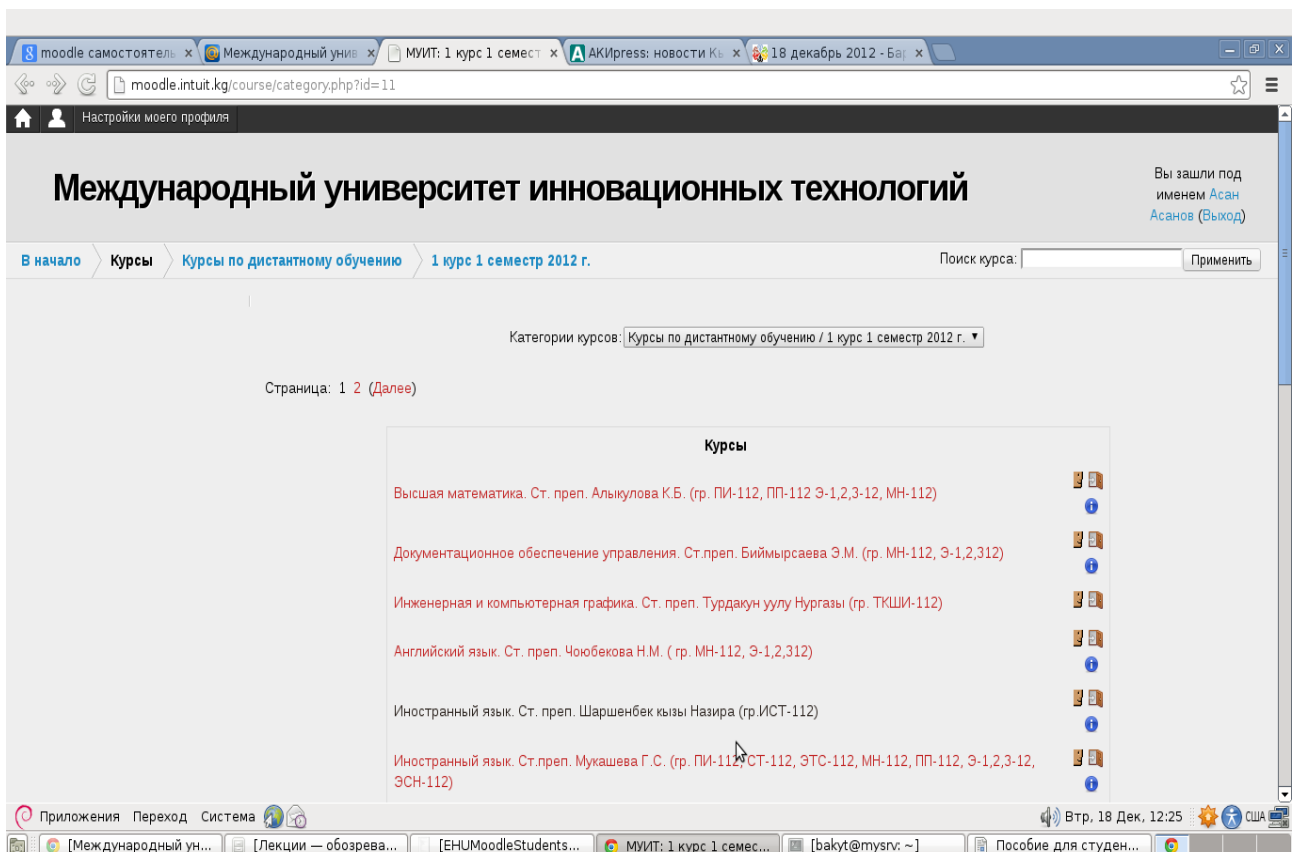 moodle самостоятель
Международный унив
МУИТ: 1 курс 1 семест
АКИpress: новости Кь
18 декабрь 2012 - Бар
moodle.intuit.kg/course/category.php?id=11
Настройки моего профиля
Международный университет инновационных технологий
Вы зашли под
именем Асан
Асанов (Выход)
В начало Курсы Курсы по дистантному обучению 1 курс 1 семестр 2012 г.
Поиск курса: Применить
Категории курсов: Курсы по дистантному обучению / 1 курс 1 семестр 2012 г.
Страница: 1 2 (Далее)
Курсы
Высшая математика. Ст. преп. Алыкулова К.Б. (гр. ПИ-112, ПП-112 Э-1,2,3-12, МН-112)
Документационное обеспечение управления. Ст.преп. Биймырсаева Э.М. (гр. МН-112, Э-1,2,312)
Инженерная и компьютерная графика. Ст. преп. Турдакун уулу Нургазы (гр. ТКШИ-112)
Английский язык. Ст. преп. Чоюбекова Н.М. ( гр. МН-112, Э-1,2,312)
Иностранный язык. Ст. преп. Шаршенбек кызы Назира (гр.ИСТ-112)
Иностранный язык. Ст.преп. Мукашева Г.С. (гр. ПИ-112, СТ-112, ЭТС-112, МН-112, ПП-112, Э-1,2,3-12,
ЭСН-112)
Приложения Переход Система
Втр, 18 Дек, 12:25 США
[Международный ун...
[Лекции — обозрева...
[EHUMoodleStudents...
МУИТ: 1 курс 1 семес...
[bakyt@mysrv: ~]
Пособие для студен...